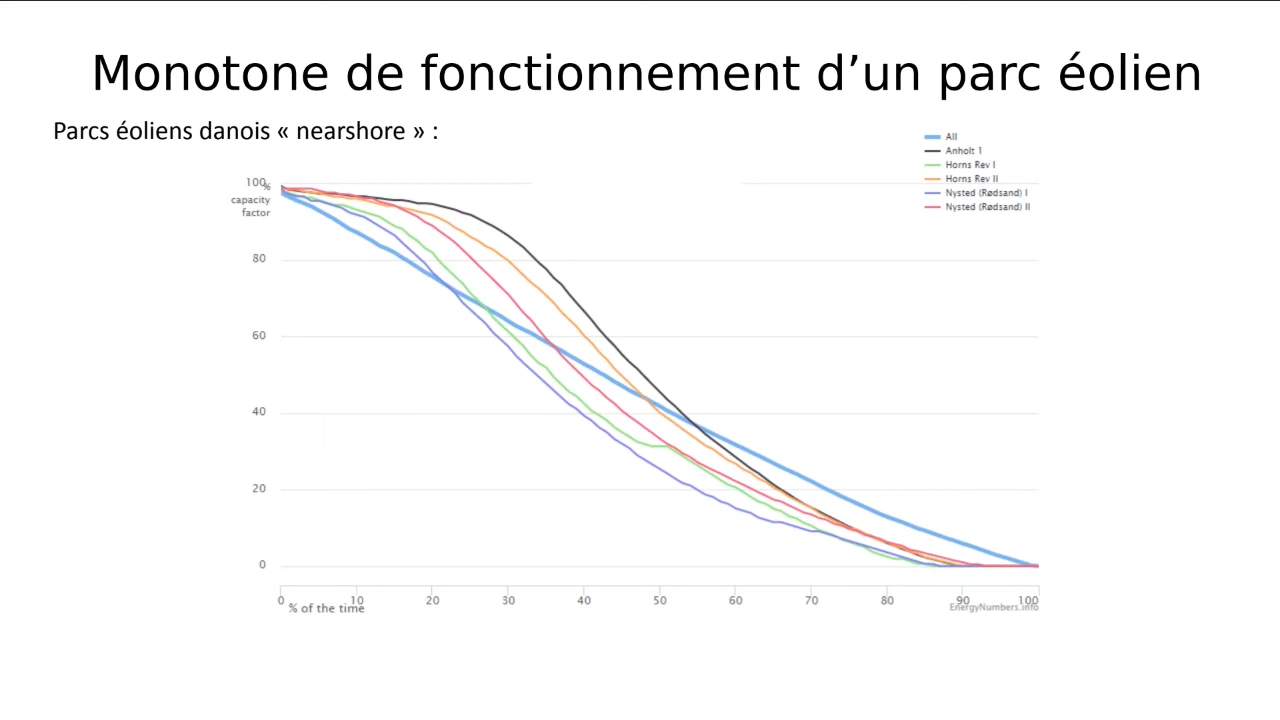 Monotone de fonctionnement d’un parc éolien
Parcs éoliens danois « nearshore » :
All
Anholt 1
Horns Rev I
Horns Rev II
Nysted (Rødsand) I
Nysted (Rødsand) II
100%
capacity
factor
80
60
40
20
0
0 10 20 30 40 50 60 70 80 90 100
% of the time
EnergyNumbers.info